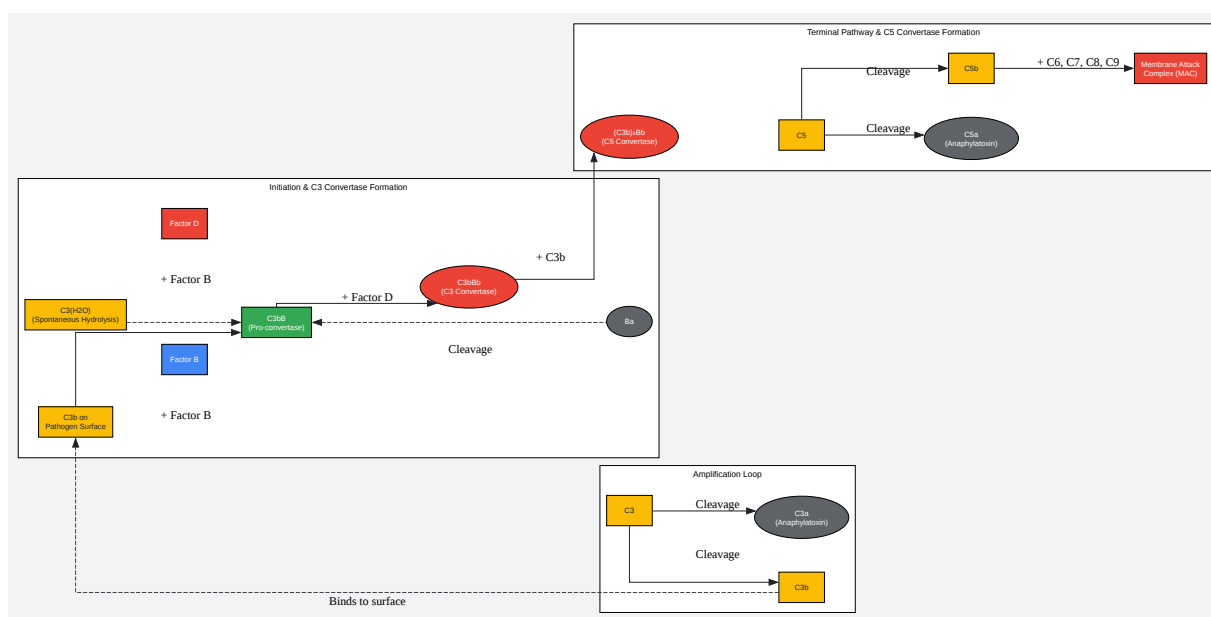 Terminal Pathway & C5 Convertase Formation
Cleavage
C5b
+ C6, C7, C8, C9
Membrane Attack
Complex (MAC)
(C3b)₂Bb
(C5 Convertase)
C5
Cleavage
C5a
(Anaphylatoxin)
Initiation & C3 Convertase Formation
Factor D
+ Factor B
+ C3b
C3bBb
(C3 Convertase)
+ Factor D
C3(H2O)
(Spontaneous Hydrolysis)
C3bB
(Pro-convertase)
Ba
Cleavage
Factor B
C3b on
Pathogen Surface
+ Factor B
Amplification Loop
C3
Cleavage
C3a
(Anaphylatoxin)
Cleavage
C3b
Binds to surface